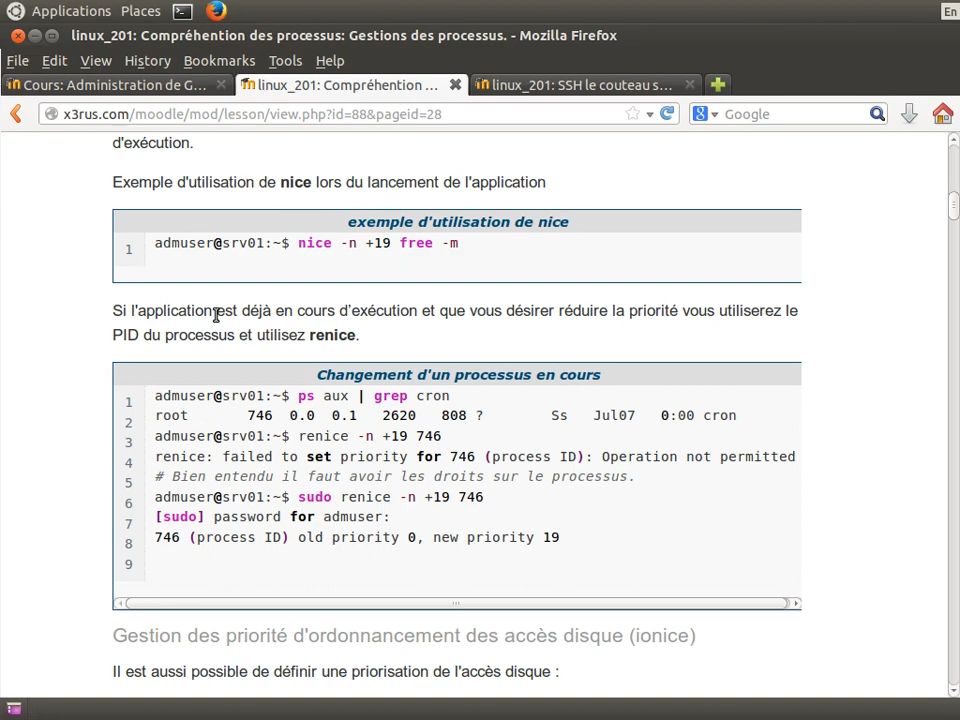 Applications Places
En
linux_201: Compréhention des processus: Gestions des processus. - Mozilla Firefox
File Edit View History Bookmarks Tools Help
Cours: Administration de G...
linux_201: Compréhention ...
linux_201: SSH le couteau s...
x3rus.com/moodle/mod/lesson/view.php?id=88&pageid=28
Google
d'exécution.
Exemple d'utilisation de nice lors du lancement de l'application
exemple d'utilisation de nice
1 admuser@srv01:~$ nice -n +19 free -m
Si l'application est déjà en cours d'exécution et que vous désirer réduire la priorité vous utiliserez le
PID du processus et utilisez renice.
Changement d'un processus en cours
1 admuser@srv01:~$ ps aux | grep cron
2 root 746 0.0 0.1 2620 808 ? Ss Jul07 0:00 cron
3 admuser@srv01:~$ renice -n +19 746
4 renice: failed to set priority for 746 (process ID): Operation not permitted
5 # Bien entendu il faut avoir les droits sur le processus.
6 admuser@srv01:~$ sudo renice -n +19 746
7 [sudo] password for admuser:
8 746 (process ID) old priority 0, new priority 19
9
Gestion des priorité d'ordonnancement des accès disque (ionice)
Il est aussi possible de définir une priorisation de l'accès disque :